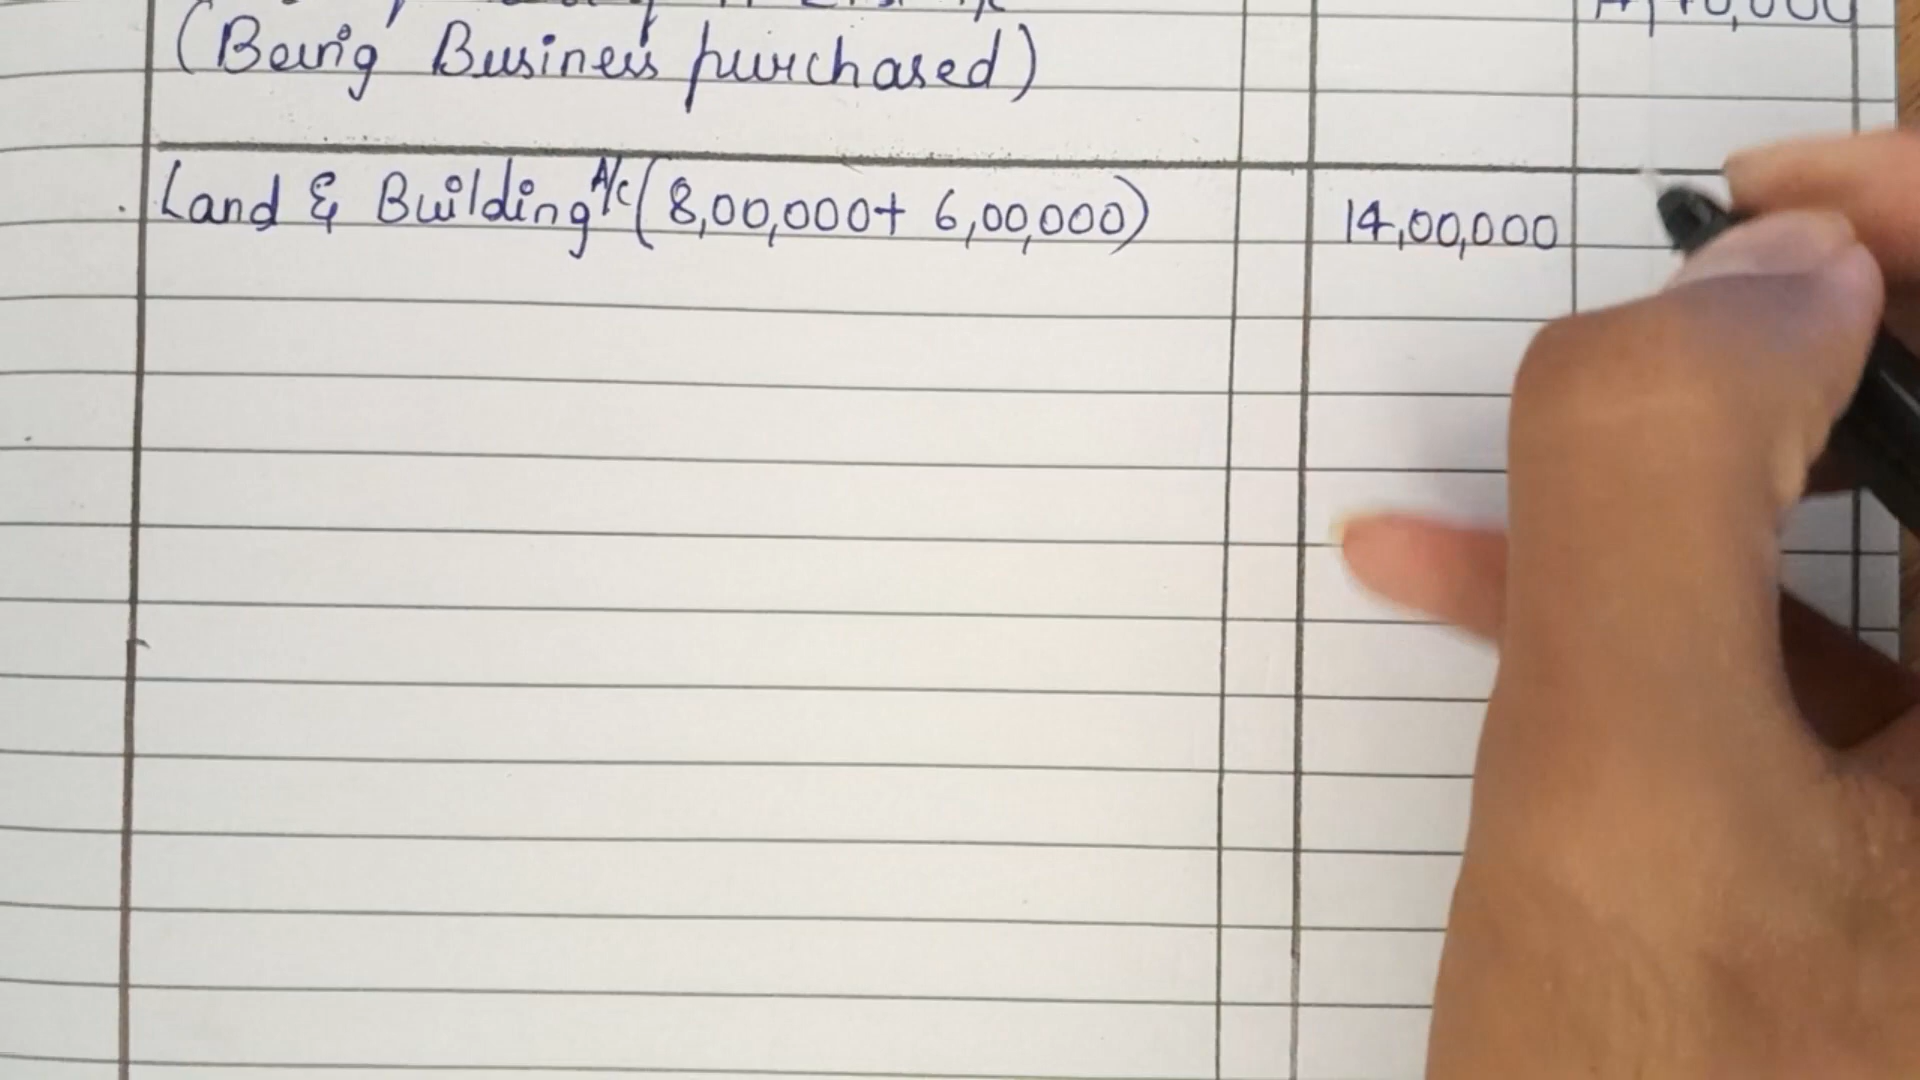 (Being Business purchased)
Land & Building A/c (8,00,000+ 6,00,000) 14,00,000